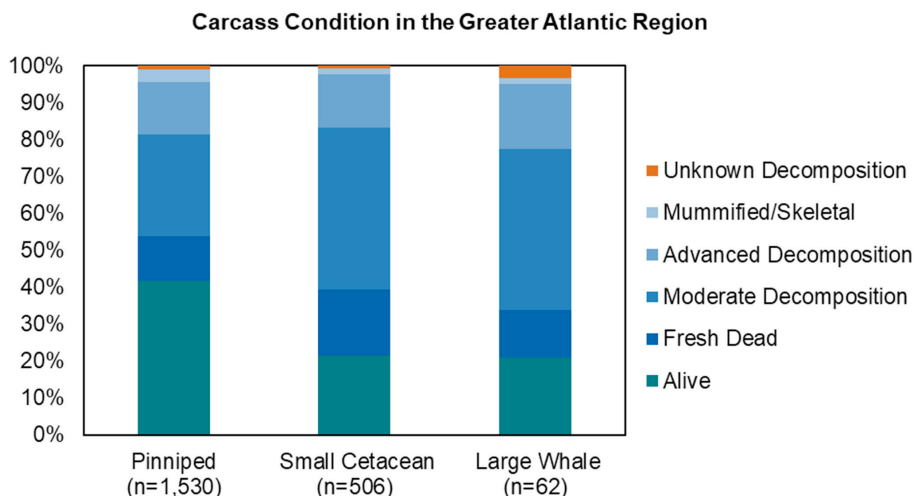 Carcass Condition in the Greater Atlantic Region
100%
90%
80%
70%
60%
50%
40%
30%
20%
10%
0%
Pinniped
(n=1,530)
Small Cetacean
(n=506)
Large Whale
(n=62)
Unknown Decomposition
Mummified/Skeletal
Advanced Decomposition
Moderate Decomposition
Fresh Dead
Alive